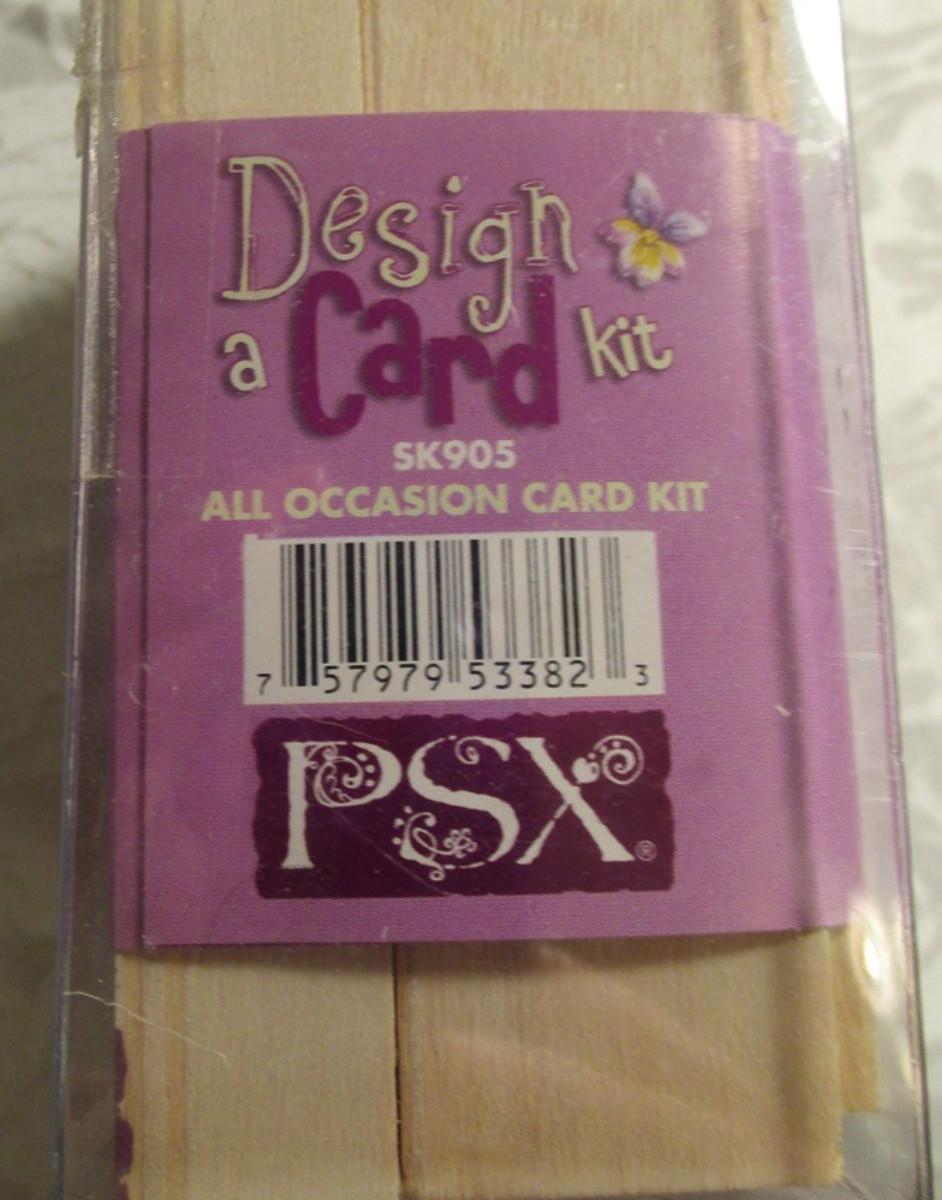 Design
a Card kit
SK905
ALL OCCASION CARD KIT
7 57979 53382 3
PSX®